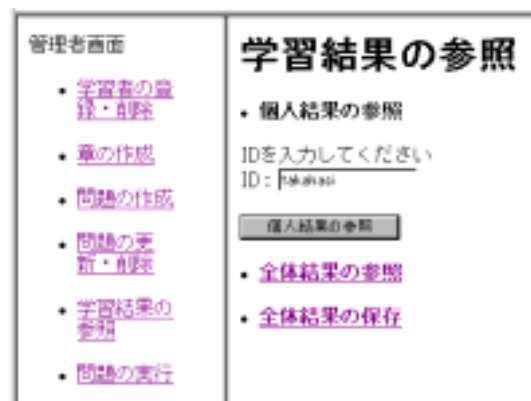 管理者画面
学習者の登
録・削除
章の作成
問題の作成
問題の更
新・削除
学習結果の
参照
問題の実行
学習結果の参照
個人結果の参照
IDを入力してください
ID：takahasi
個人結果の参照
全体結果の参照
全体結果の保存